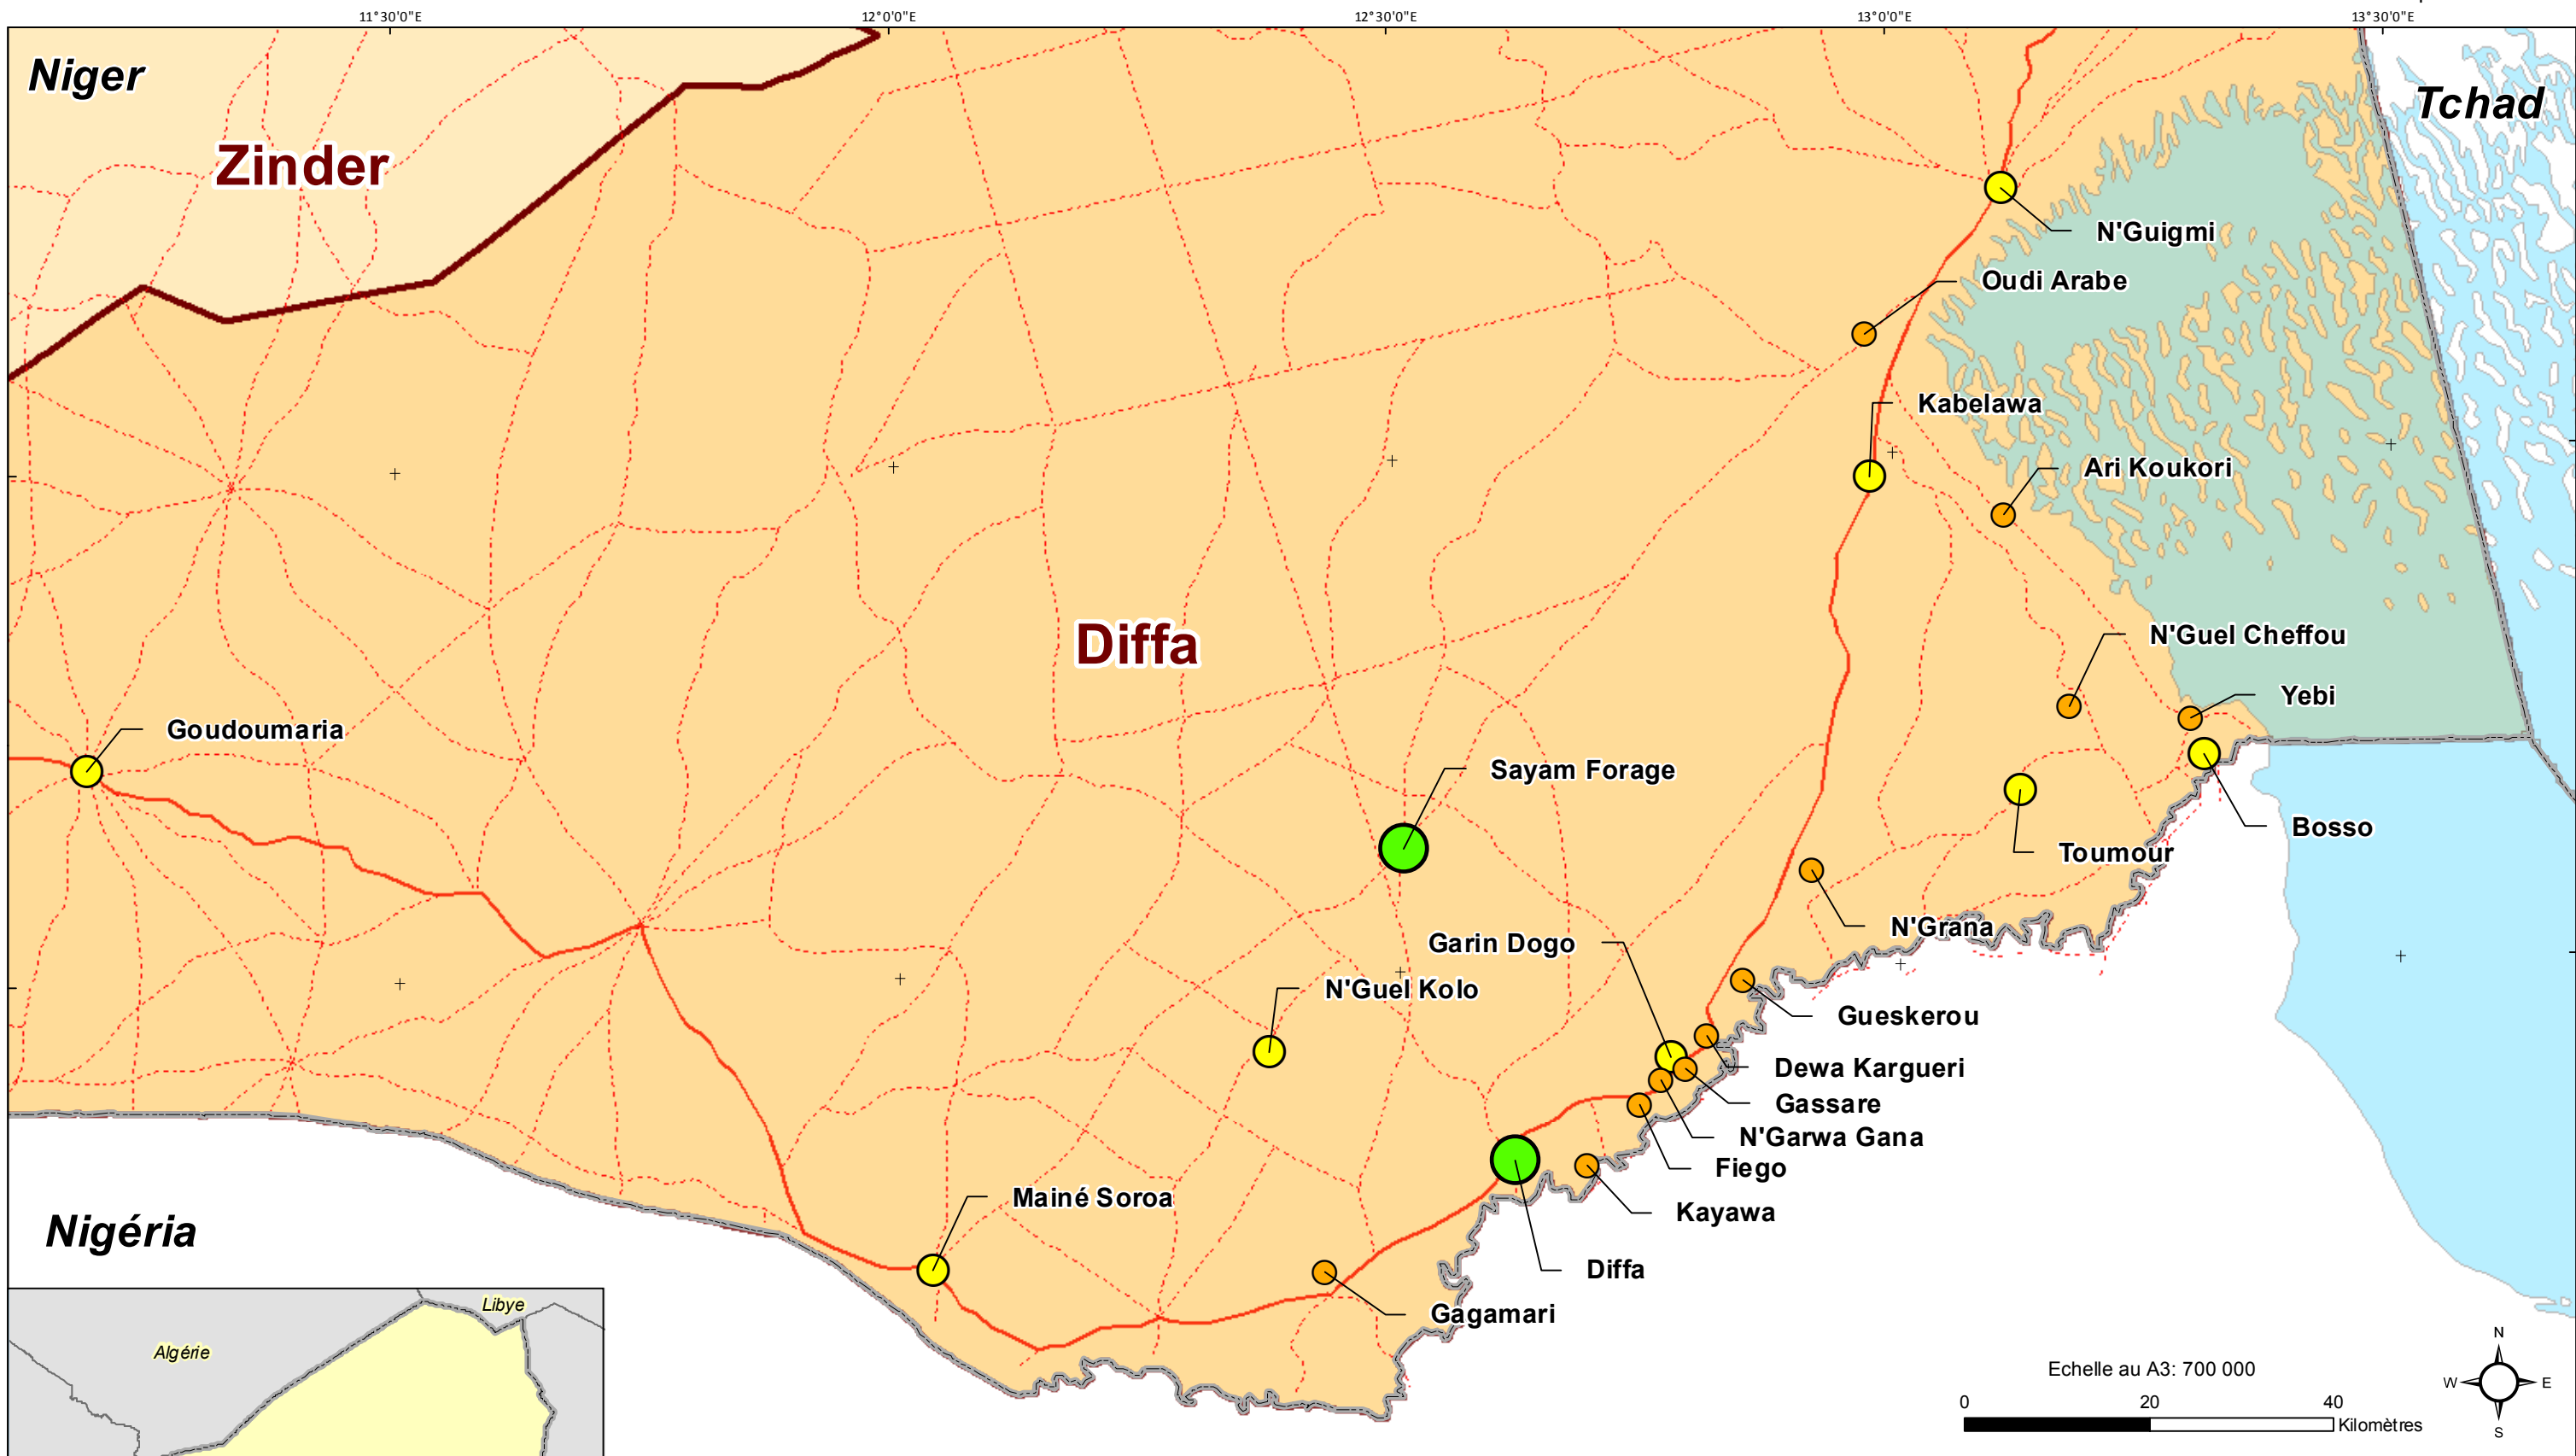 11°30'0"E
12°0'0"E
12°30'0"E
13°0'0"E
13°30'0"E
Niger
Tchad
Zinder
N'Guigmi
Oudi Arabe
Kabelawa
Ari Koukori
N'Guel Cheffou
Diffa
Yebi
Goudoumaria
Sayam Forage
Bosso
Toumour
N'Grana
Garin Dogo
N'Guel Kolo
Gueskerou
Dewa Kargueri
Gassare
N'Garwa Gana
Fiego
Mainé Soroa
Kayawa
Nigéria
Diffa
Gagamari
Libye
Algérie
Echelle au A3: 700 000
0 20 40
Kilomètres
N
W E
S